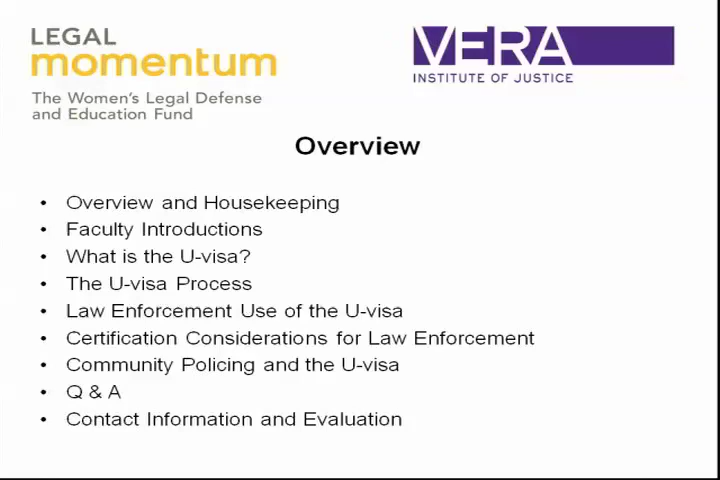 LEGAL
momentum
The Women's Legal Defense
and Education Fund
VERA
INSTITUTE OF JUSTICE
Overview
• Overview and Housekeeping
• Faculty Introductions
• What is the U-visa?
• The U-visa Process
• Law Enforcement Use of the U-visa
• Certification Considerations for Law Enforcement
• Community Policing and the U-visa
• Q & A
• Contact Information and Evaluation